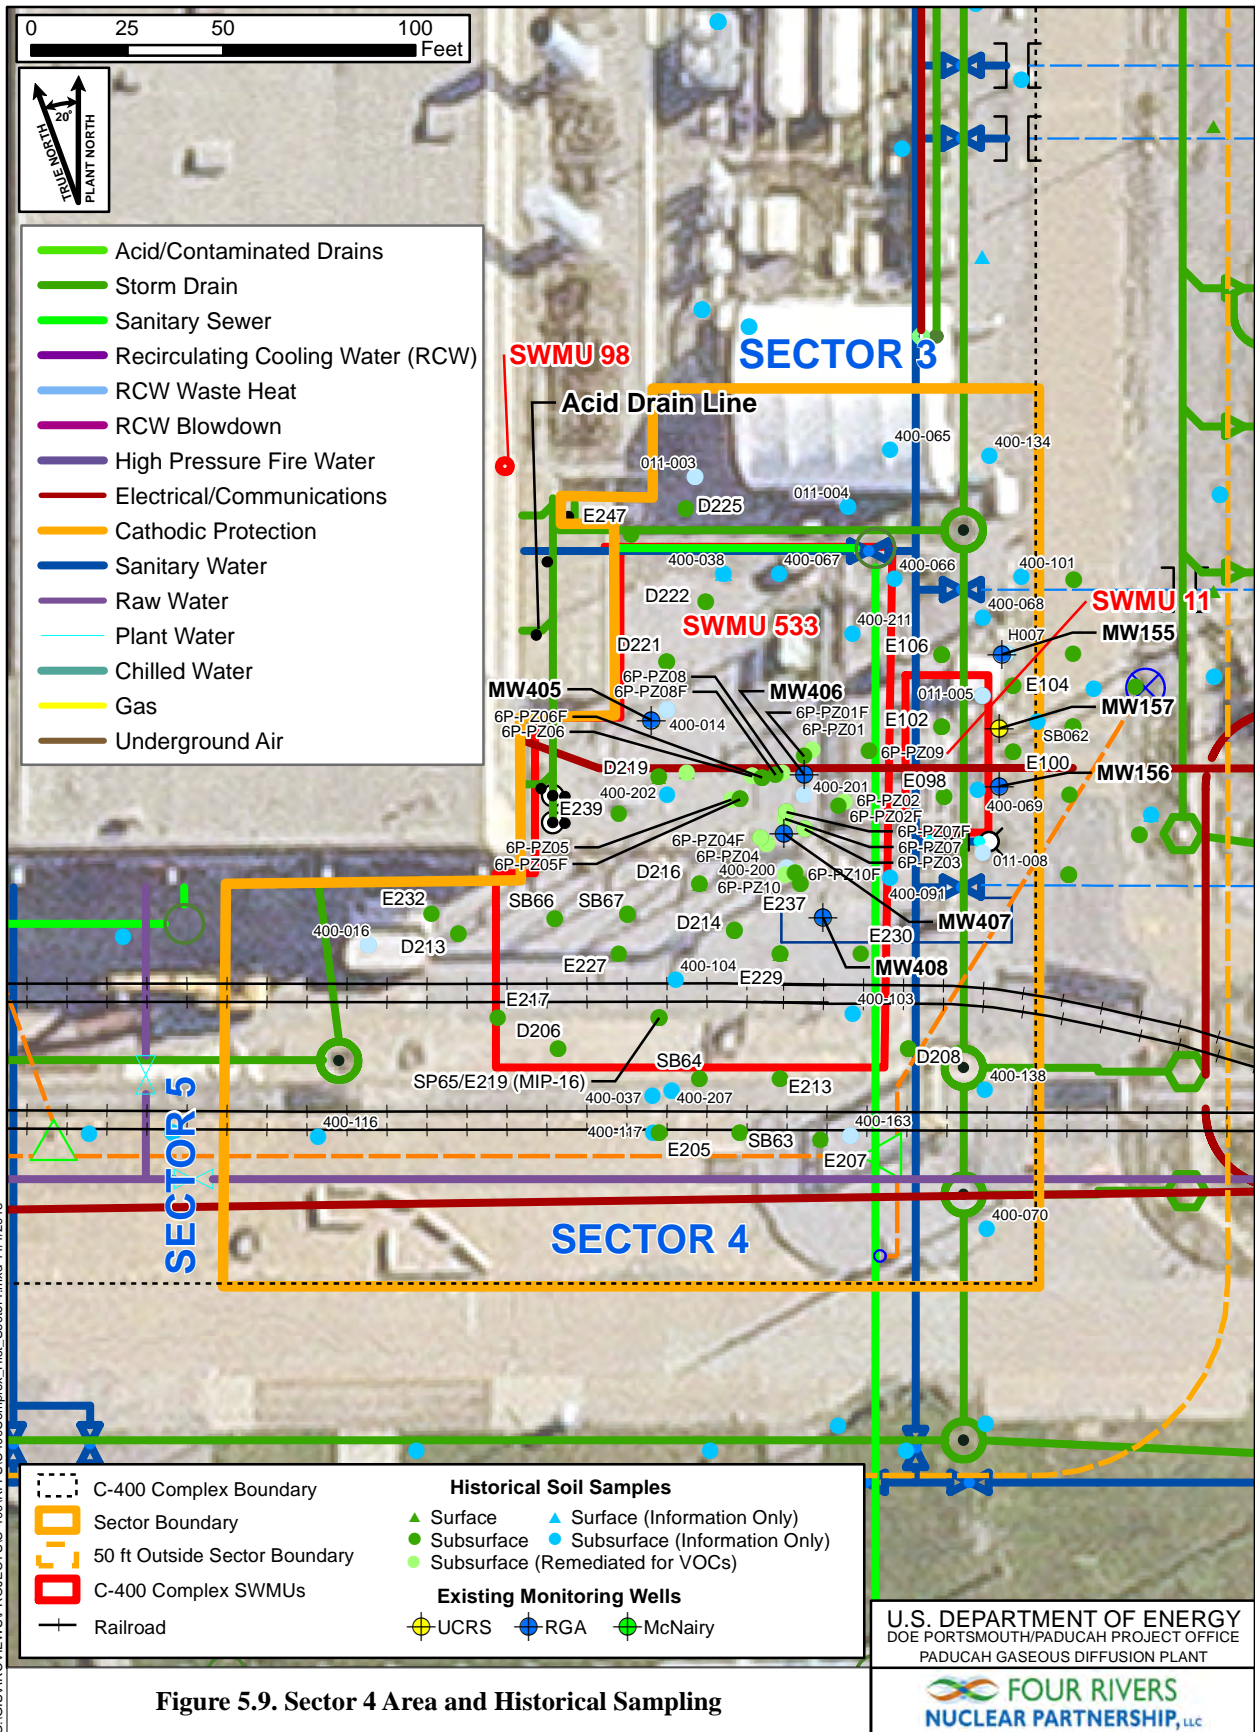 0 25 50 100
Feet
20°
TRUE NORTH
PLANT NORTH
Acid/Contaminated Drains
Storm Drain
Sanitary Sewer
Recirculating Cooling Water (RCW)
RCW Waste Heat
RCW Blowdown
High Pressure Fire Water
Electrical/Communications
Cathodic Protection
Sanitary Water
Raw Water
Plant Water
Chilled Water
Gas
Underground Air
SWMU 98
SECTOR 3
Acid Drain Line
400-065
400-134
011-003
D225
011-004
E247
400-038
400-067
400-066
400-101
D222
SWMU 533
400-211
400-068
SWMU 11
H007
MW155
D221
E106
6P-PZ08
6P-PZ08F
MW405
MW406
011-005
E104
6P-PZ06F
6P-PZ06
400-014
6P-PZ01F
6P-PZ01
E102
MW157
SB062
6P-PZ09
D219
400-201
E098
E100
MW156
400-202
E239
6P-PZ02
6P-PZ02F
400-069
6P-PZ07F
6P-PZ07
6P-PZ03
6P-PZ05
6P-PZ05F
6P-PZ04F
6P-PZ04
400-200
6P-PZ10
6P-PZ10F
011-008
D216
400-091
E232
SB66
SB67
E237
400-016
D213
D214
E230
MW407
E227
E229
MW408
400-104
E217
400-103
D206
D208
SP65/E219 (MIP-16)
SB64
E213
400-138
400-037
400-207
400-116
400-117
400-163
E205
SB63
E207
SECTOR 5
SECTOR 4
400-070
C-400 Complex Boundary
Sector Boundary
50 ft Outside Sector Boundary
C-400 Complex SWMUs
Railroad
Historical Soil Samples
Surface
Surface (Information Only)
Subsurface
Subsurface (Information Only)
Subsurface (Remediated for VOCs)
Existing Monitoring Wells
UCRS RGA McNairy
U.S. DEPARTMENT OF ENERGY
DOE PORTSMOUTH/PADUCAH PROJECT OFFICE
PADUCAH GASEOUS DIFFUSION PLANT
FOUR RIVERS
NUCLEAR PARTNERSHIP, LLC
Figure 5.9. Sector 4 Area and Historical Sampling